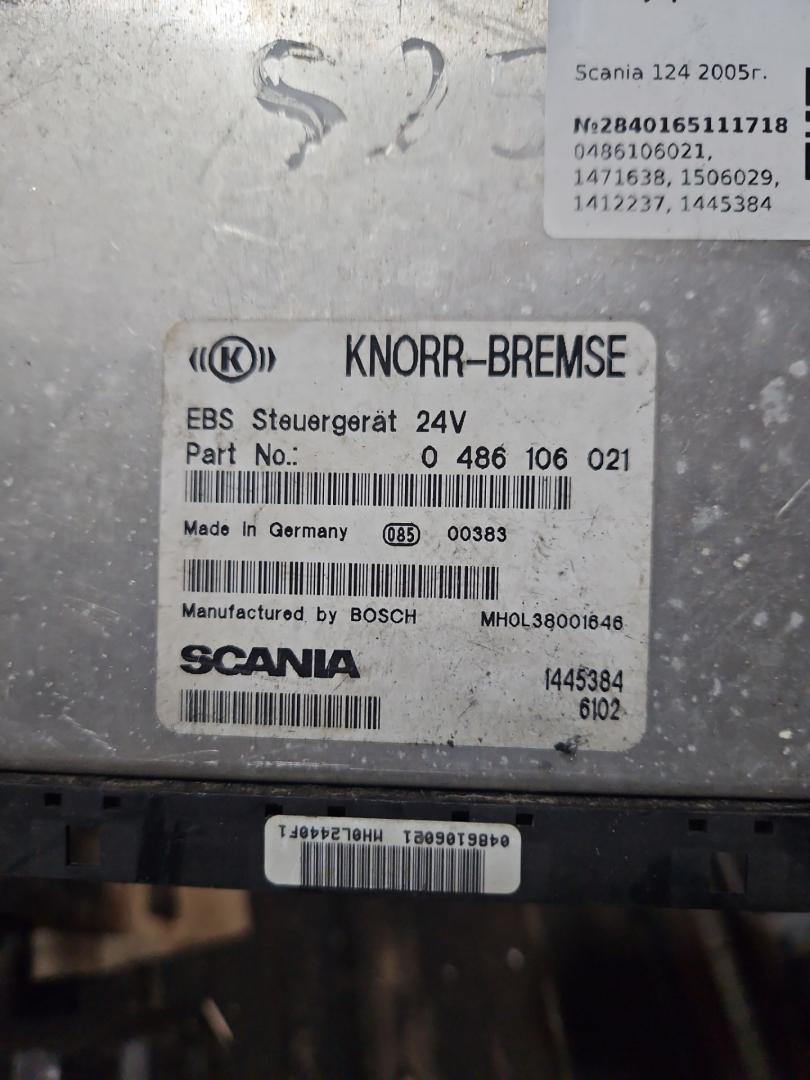 Scania 124 2005г.
№2840165111718
0486106021,
1471638, 1506029,
1412237, 1445384
K KNORR-BREMSE
EBS Steuergerät 24V
Part No.: 0 486 106 021
Made In Germany 085 00383
Manufactured by BOSCH MH0L38001646
SCANIA 1445384
6102
0486106021 MH0L2440F1